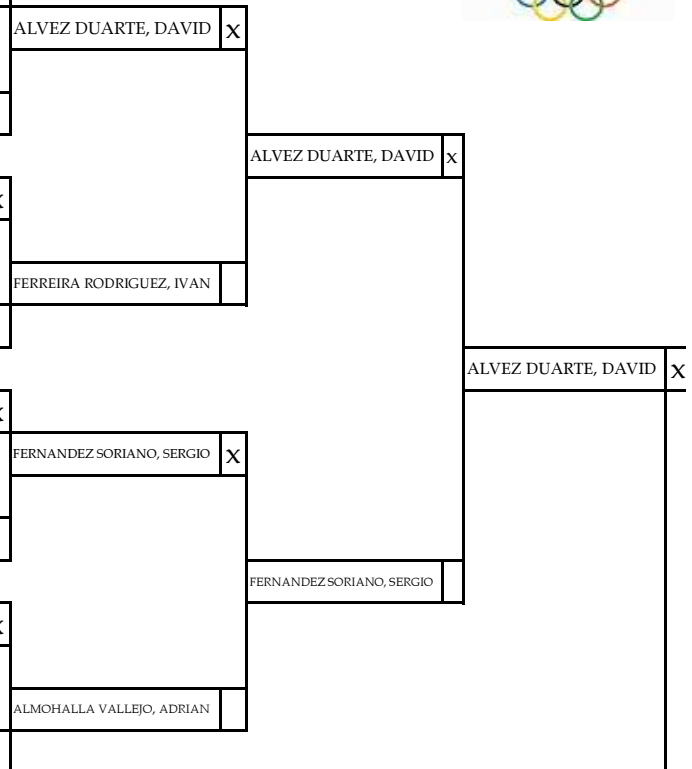 ALVEZ DUARTE, DAVID x
ALVEZ DUARTE, DAVID x
FERREIRA RODRIGUEZ, IVAN
ALVEZ DUARTE, DAVID x
FERNANDEZ SORIANO, SERGIO x
FERNANDEZ SORIANO, SERGIO
ALMOHALLA VALLEJO, ADRIAN